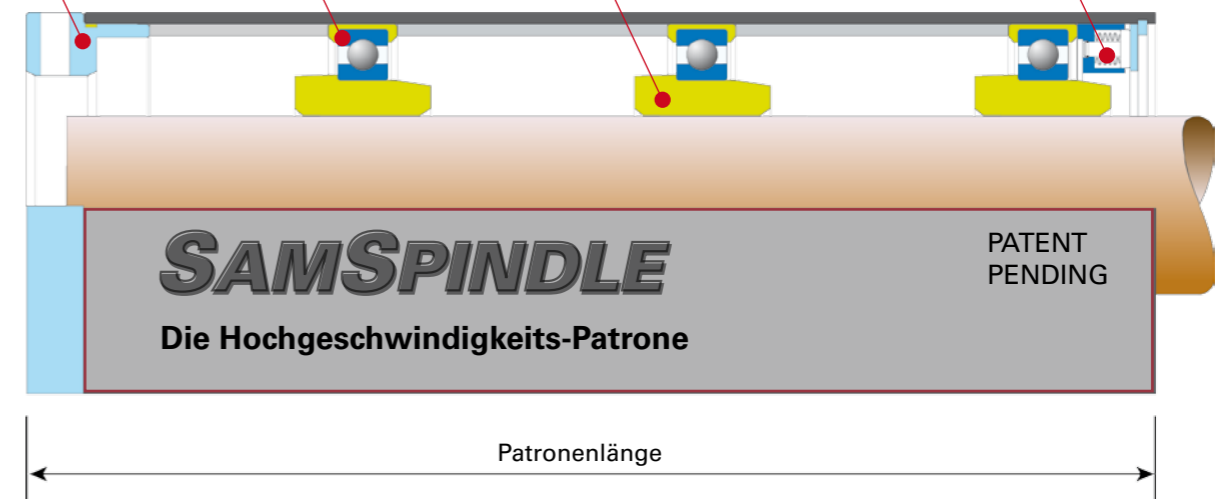 SAMSPINDLE
PATENT
PENDING
Die Hochgeschwindigkeits-Patrone
Patronenlänge